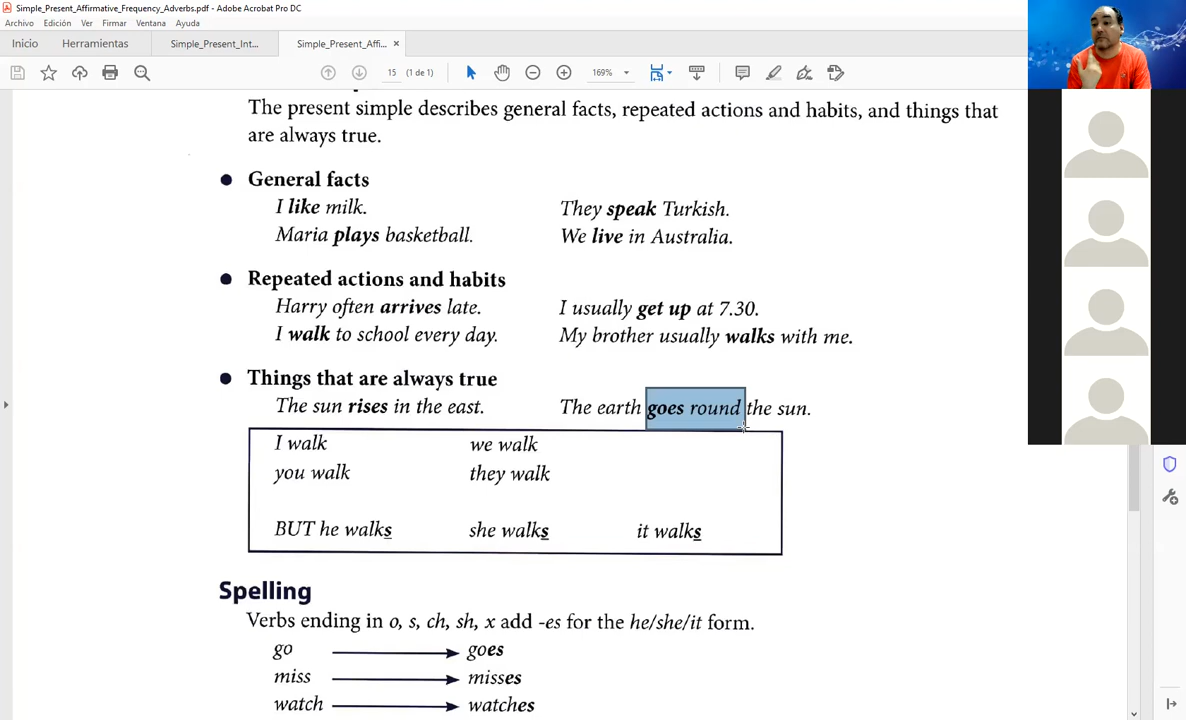 Simple_Present_Affirmative_Frequency_Adverbs.pdf - Adobe Acrobat Pro DC
Archivo Edición Ver Firmar Ventana Ayuda
Inicio Herramientas Simple_Present_Int... Simple_Present_Affi... ×
15 (1 de 1) 169%
The present simple describes general facts, repeated actions and habits, and things that
are always true.
General facts
I like milk. They speak Turkish.
Maria plays basketball. We live in Australia.
Repeated actions and habits
Harry often arrives late. I usually get up at 7.30.
I walk to school every day. My brother usually walks with me.
Things that are always true
The sun rises in the east. The earth goes round the sun.
I walk we walk
you walk they walk
BUT he walks she walks it walks
Spelling
Verbs ending in o, s, ch, sh, x add -es for the he/she/it form.
go goes
miss misses
watch watches